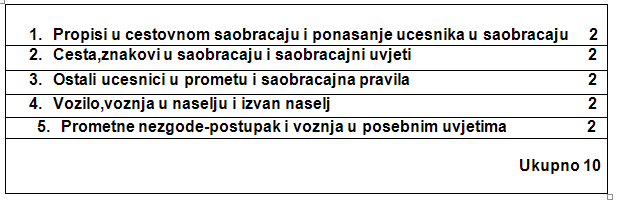 1. Propisi u cestovnom saobracaju i ponasanje ucesnika u saobracaju 2
2. Cesta,znakovi u saobracaju i saobracajni uvjeti 2
3. Ostali ucesnici u prometu i saobracajna pravila 2
4. Vozilo,voznja u naselju i izvan naselj 2
5. Prometne nezgode-postupak i voznja u posebnim uvjetima 2
Ukupno 10